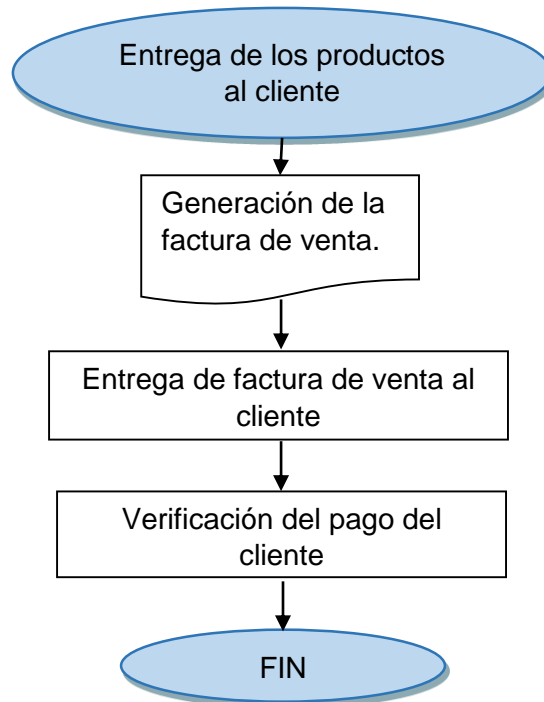 Entrega de los productos
al cliente
Generación de la
factura de venta.
Entrega de factura de venta al
cliente
Verificación del pago del
cliente
FIN